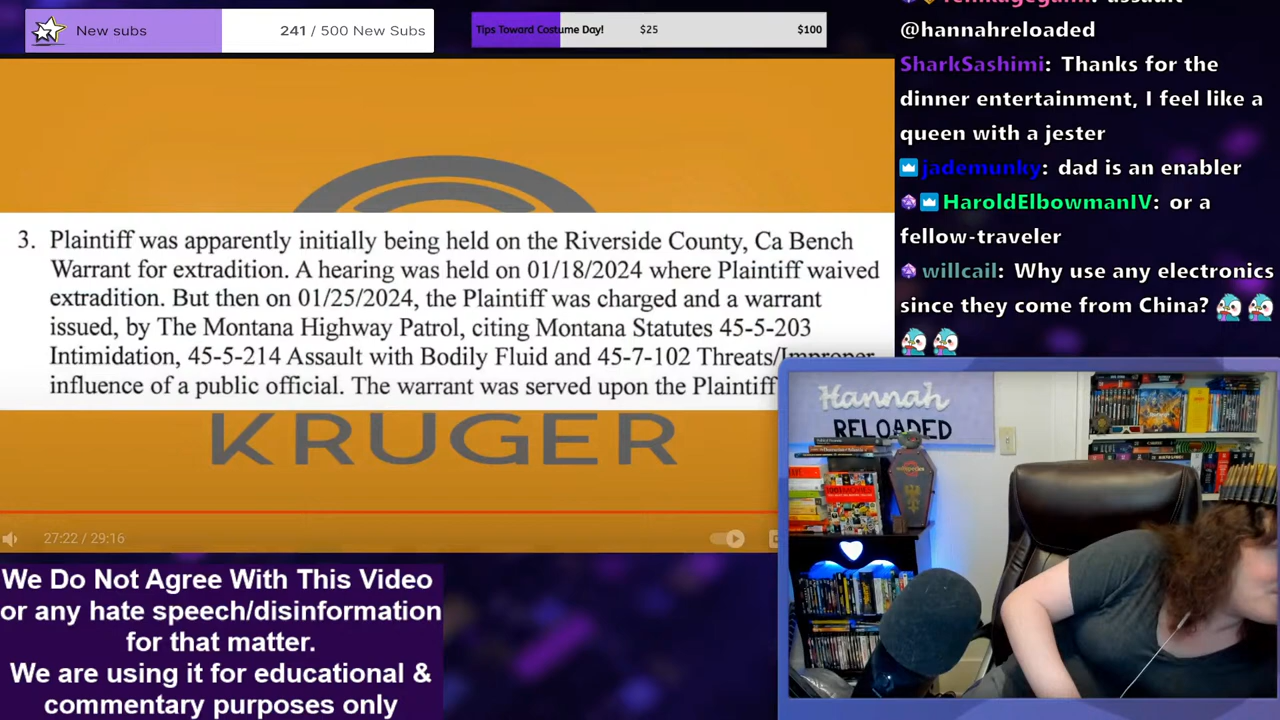 New subs
241 / 500 New Subs
Tips Toward Costume Day!
$25
$100
@hannahreloaded
SharkSashimi: Thanks for the
dinner entertainment, I feel like a
queen with a jester
jademunky: dad is an enabler
HaroldElbowmanIV: or a
fellow-traveler
willcail: Why use any electronics
since they come from China?
3. Plaintiff was apparently initially being held on the Riverside County, Ca Bench
Warrant for extradition. A hearing was held on 01/18/2024 where Plaintiff waived
extradition. But then on 01/25/2024, the Plaintiff was charged and a warrant
issued, by The Montana Highway Patrol, citing Montana Statutes 45-5-203
Intimidation, 45-5-214 Assault with Bodily Fluid and 45-7-102 Threats/Improper
influence of a public official. The warrant was served upon the Plaintiff
KRUGER
27:22 / 29:16
Hannah
RELOADED
We Do Not Agree With This Video
or any hate speech/disinformation
for that matter.
We are using it for educational &
commentary purposes only